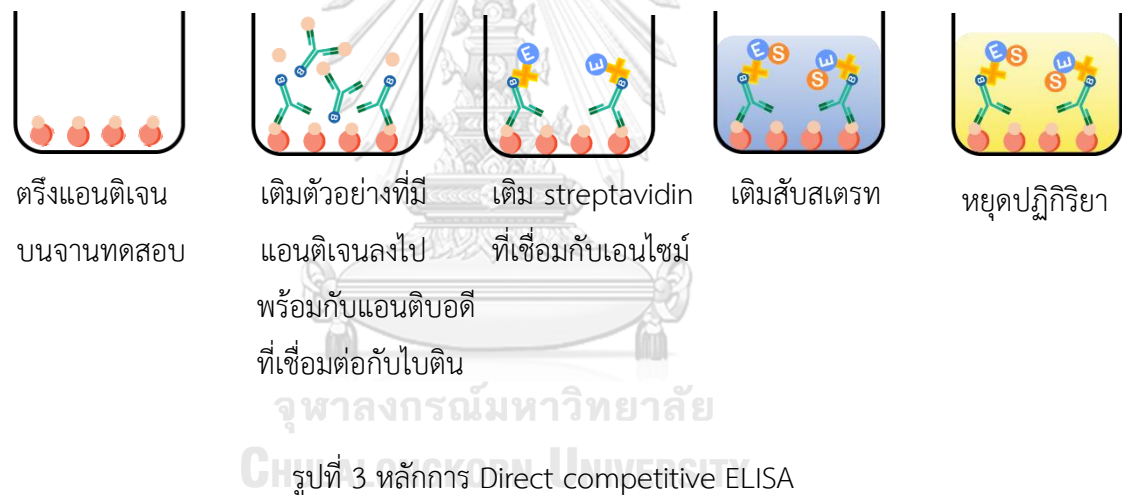 ตรึงแอนติเจน
บนจานทดสอบ
เติมตัวอย่างที่มี
แอนติเจนลงไป
พร้อมกับแอนติบอดี
ที่เชื่อมต่อกับไบติน
เติม streptavidin
ที่เชื่อมกับเอนไซม์
เติมสับสเตรท
หยุดปฏิกิริยา
B
B
B
B
E
B
E
B
E
S
B
E
S
B
E
S
B
E
S
B
จุฬาลงกรณ์มหาวิทยาลัย
CHULALONGKORN UNIVERSITY
รูปที่ 3 หลักการ Direct competitive ELISA